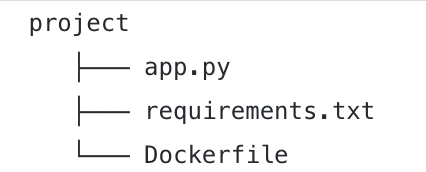 project
├── app.py
├── requirements.txt
└── Dockerfile